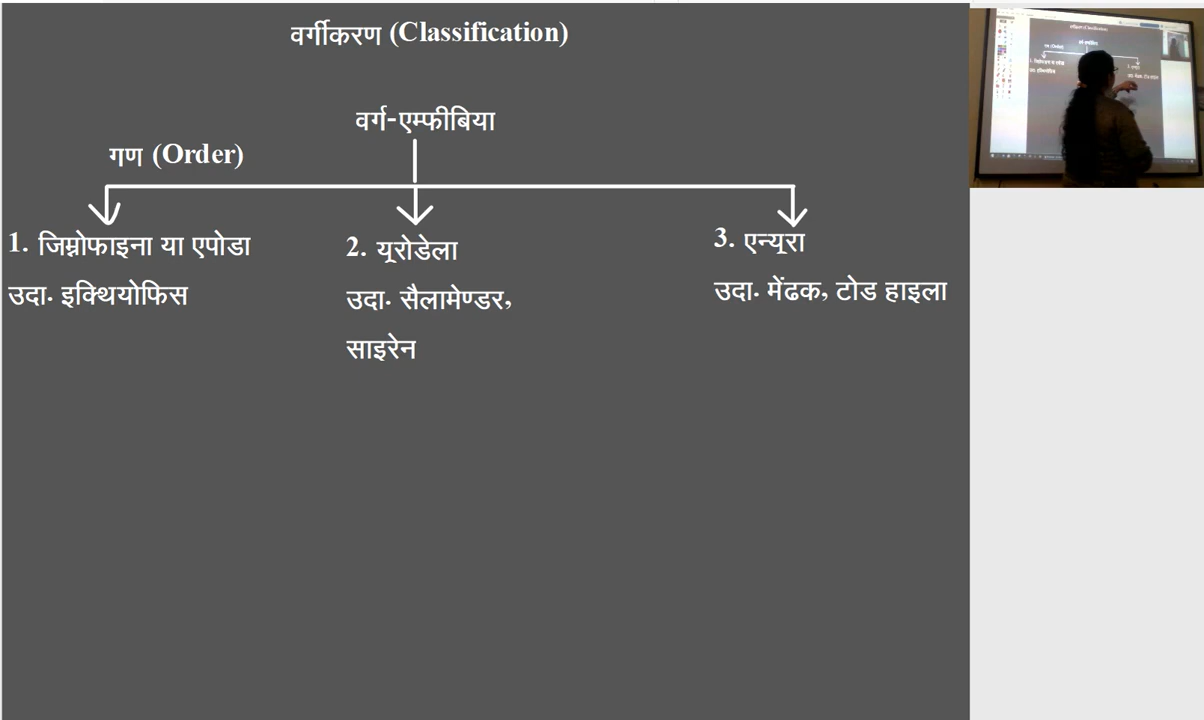 वर्गीकरण (Classification)
वर्ग-एम्फीबिया
गण (Order)
1. जिम्नोफाइना या एपोडा
उदा. इक्थियोफिस
2. यूरोडेला
उदा. सैलामेण्डर,
साइरेन
3. एन्यूरा
उदा. मेंढक, टोड हाइला